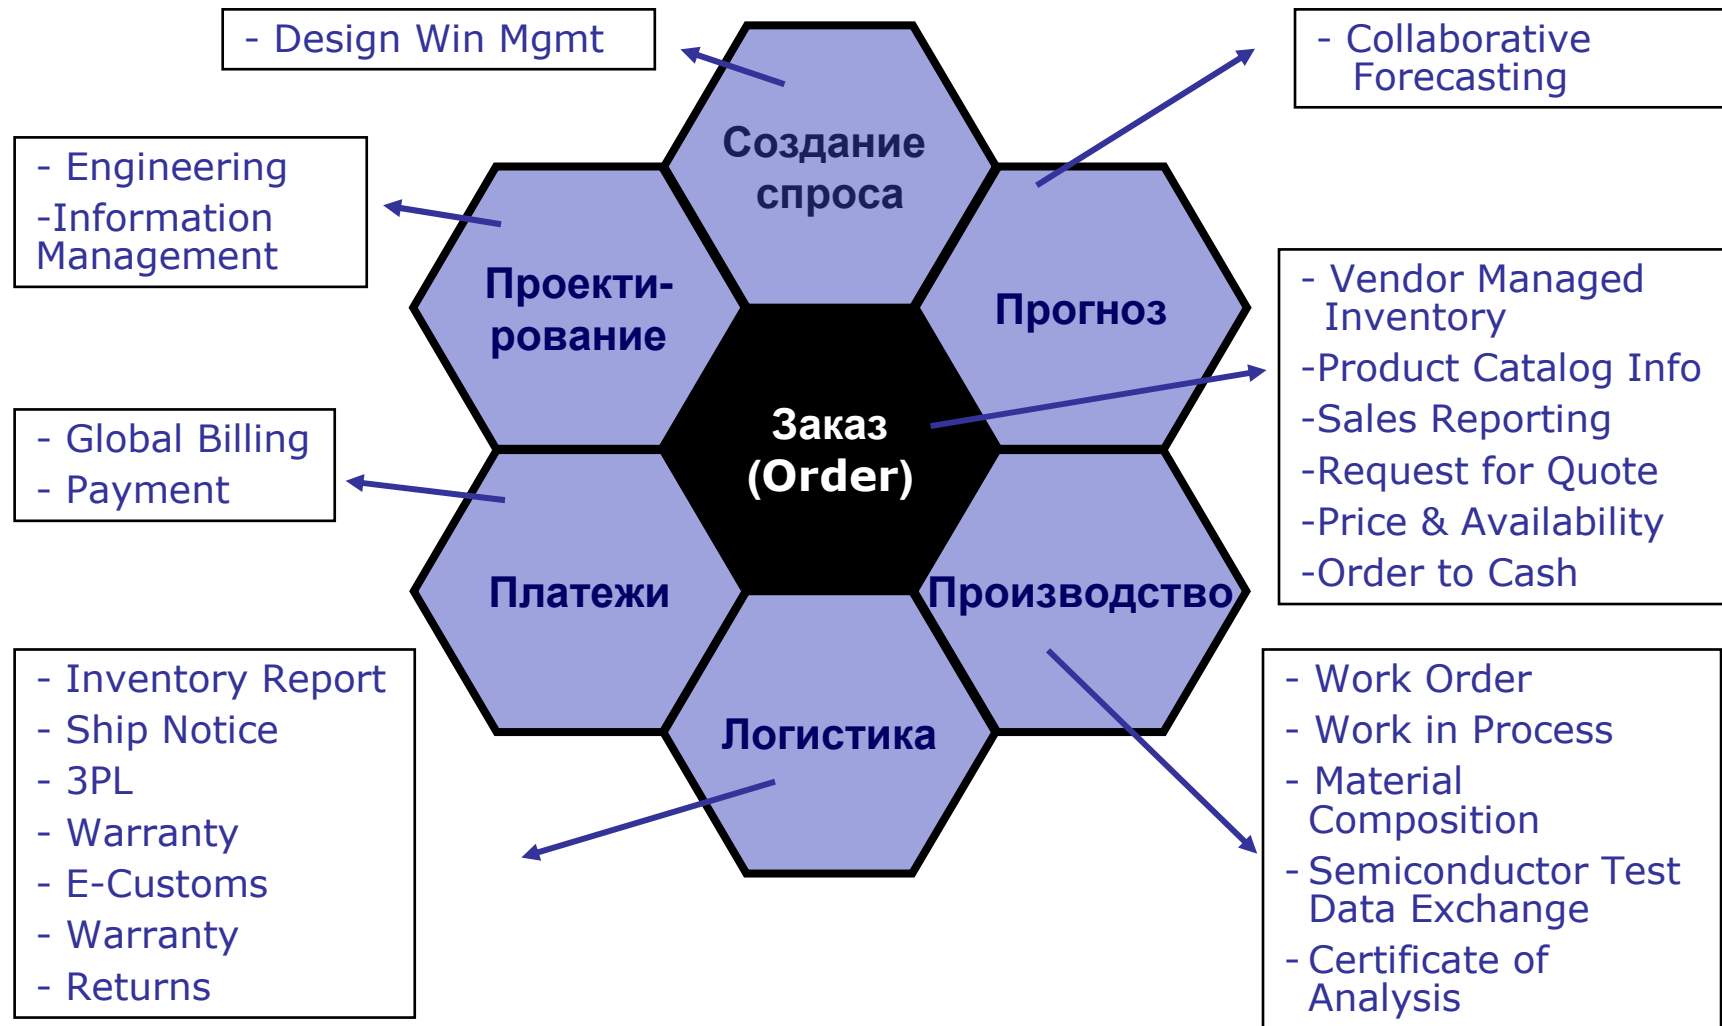 - Design Win Mgmt
- Collaborative
Forecasting
Создание
спроса
- Engineering
-Information
Management
Проекти-
рование
Прогноз
- Vendor Managed
Inventory
-Product Catalog Info
-Sales Reporting
-Request for Quote
-Price & Availability
-Order to Cash
Заказ
(Order)
- Global Billing
- Payment
Платежи
Производство
Логистика
- Inventory Report
- Ship Notice
- 3PL
- Warranty
- E-Customs
- Warranty
- Returns
- Work Order
- Work in Process
- Material
Composition
- Semiconductor Test
Data Exchange
- Certificate of
Analysis